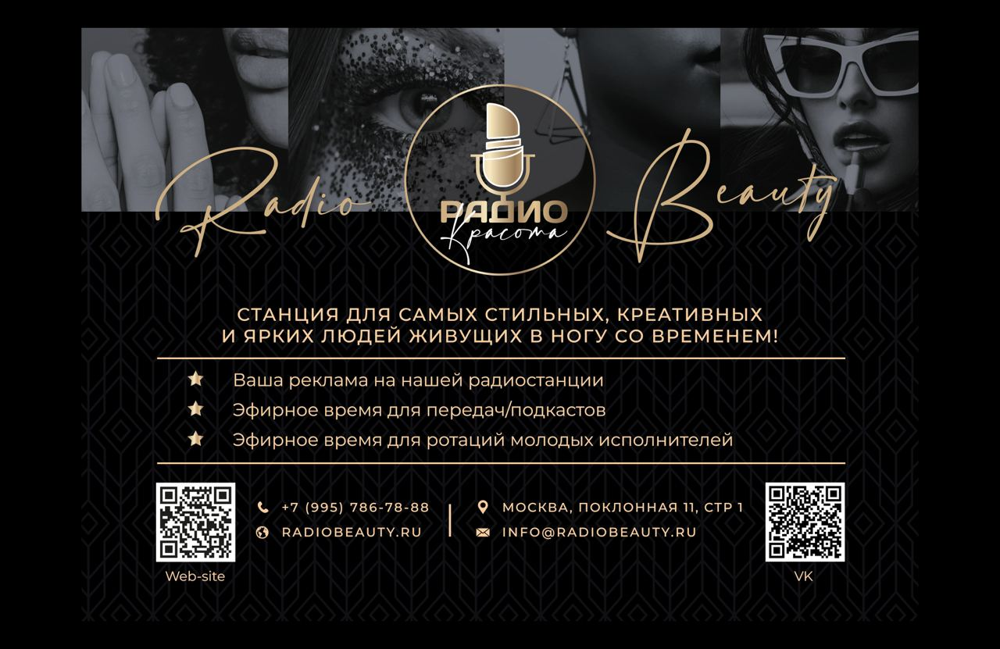 Radio
РАДИО
Красота
Beauty
СТАНЦИЯ ДЛЯ САМЫХ СТИЛЬНЫХ, КРЕАТИВНЫХ
И ЯРКИХ ЛЮДЕЙ ЖИВУЩИХ В НОГУ СО ВРЕМЕНЕМ!
Ваша реклама на нашей радиостанции
Эфирное время для передач/подкастов
Эфирное время для ротаций молодых исполнителей
+7 (995) 786-78-88
RADIOBEAUTY.RU
МОСКВА, ПОКЛОННАЯ 11, СТР 1
INFO@RADIOBEAUTY.RU
Web-site
VK